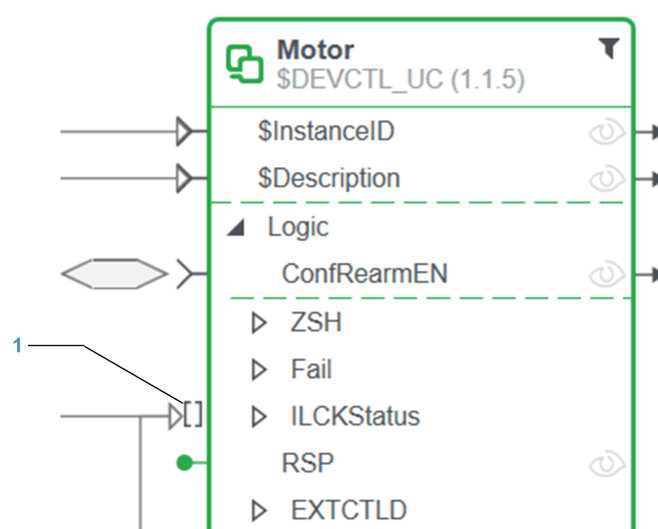 Motor
$DEVCTL_UC (1.1.5)
$InstanceID
$Description
Logic
ConfRearmEN
ZSH
1
Fail
[] ILCKStatus
RSP
EXTCTLD